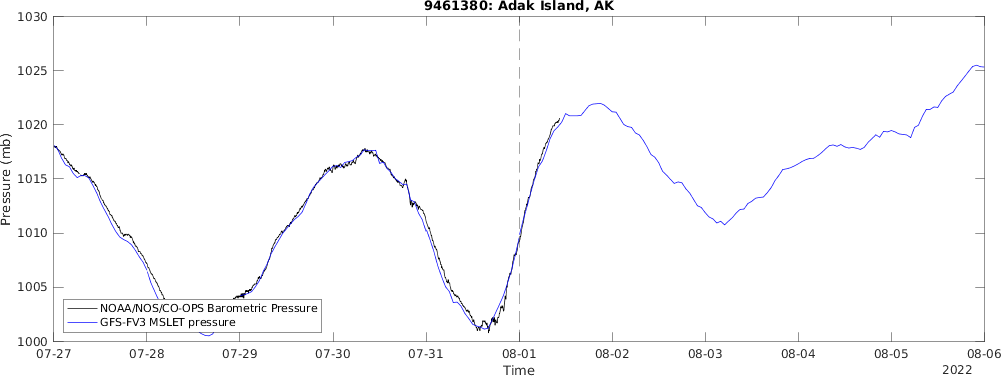 9461380: Adak Island, AK
Pressure (mb)
1030
1025
1020
1015
1010
1005
1000
NOAA/NOS/CO-OPS Barometric Pressure
GFS-FV3 MSLET pressure
07-27 07-28 07-29 07-30 07-31 08-01 08-02 08-03 08-04 08-05 08-06
Time
2022